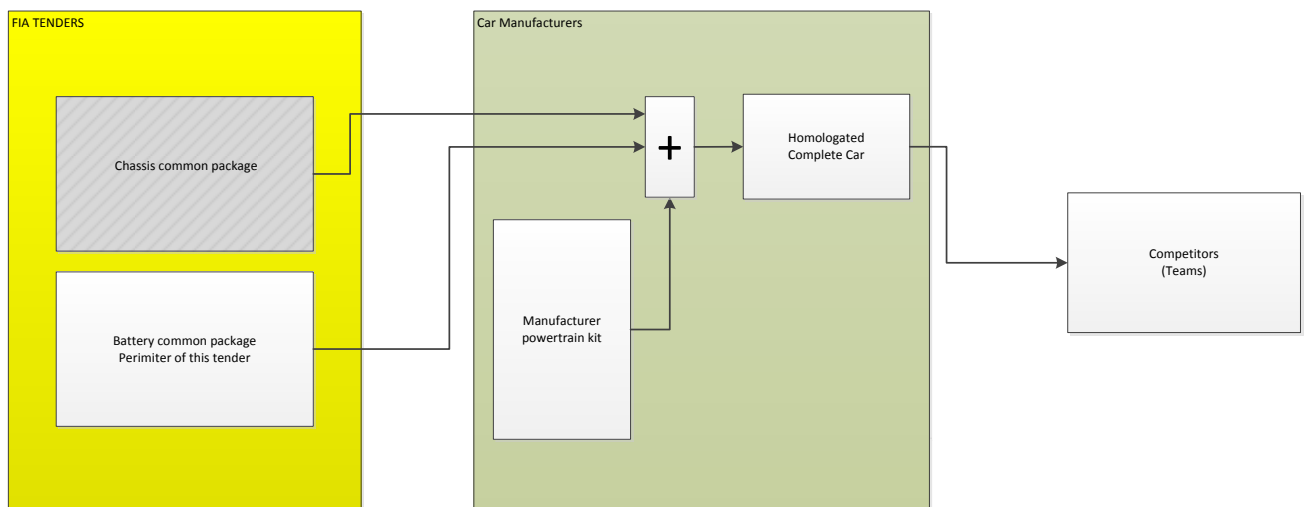 FIA TENDERS
Chassis common package
Battery common package
Perimiter of this tender
Car Manufacturers
+
Manufacturer
powertrain kit
Homologated
Complete Car
Competitors
(Teams)